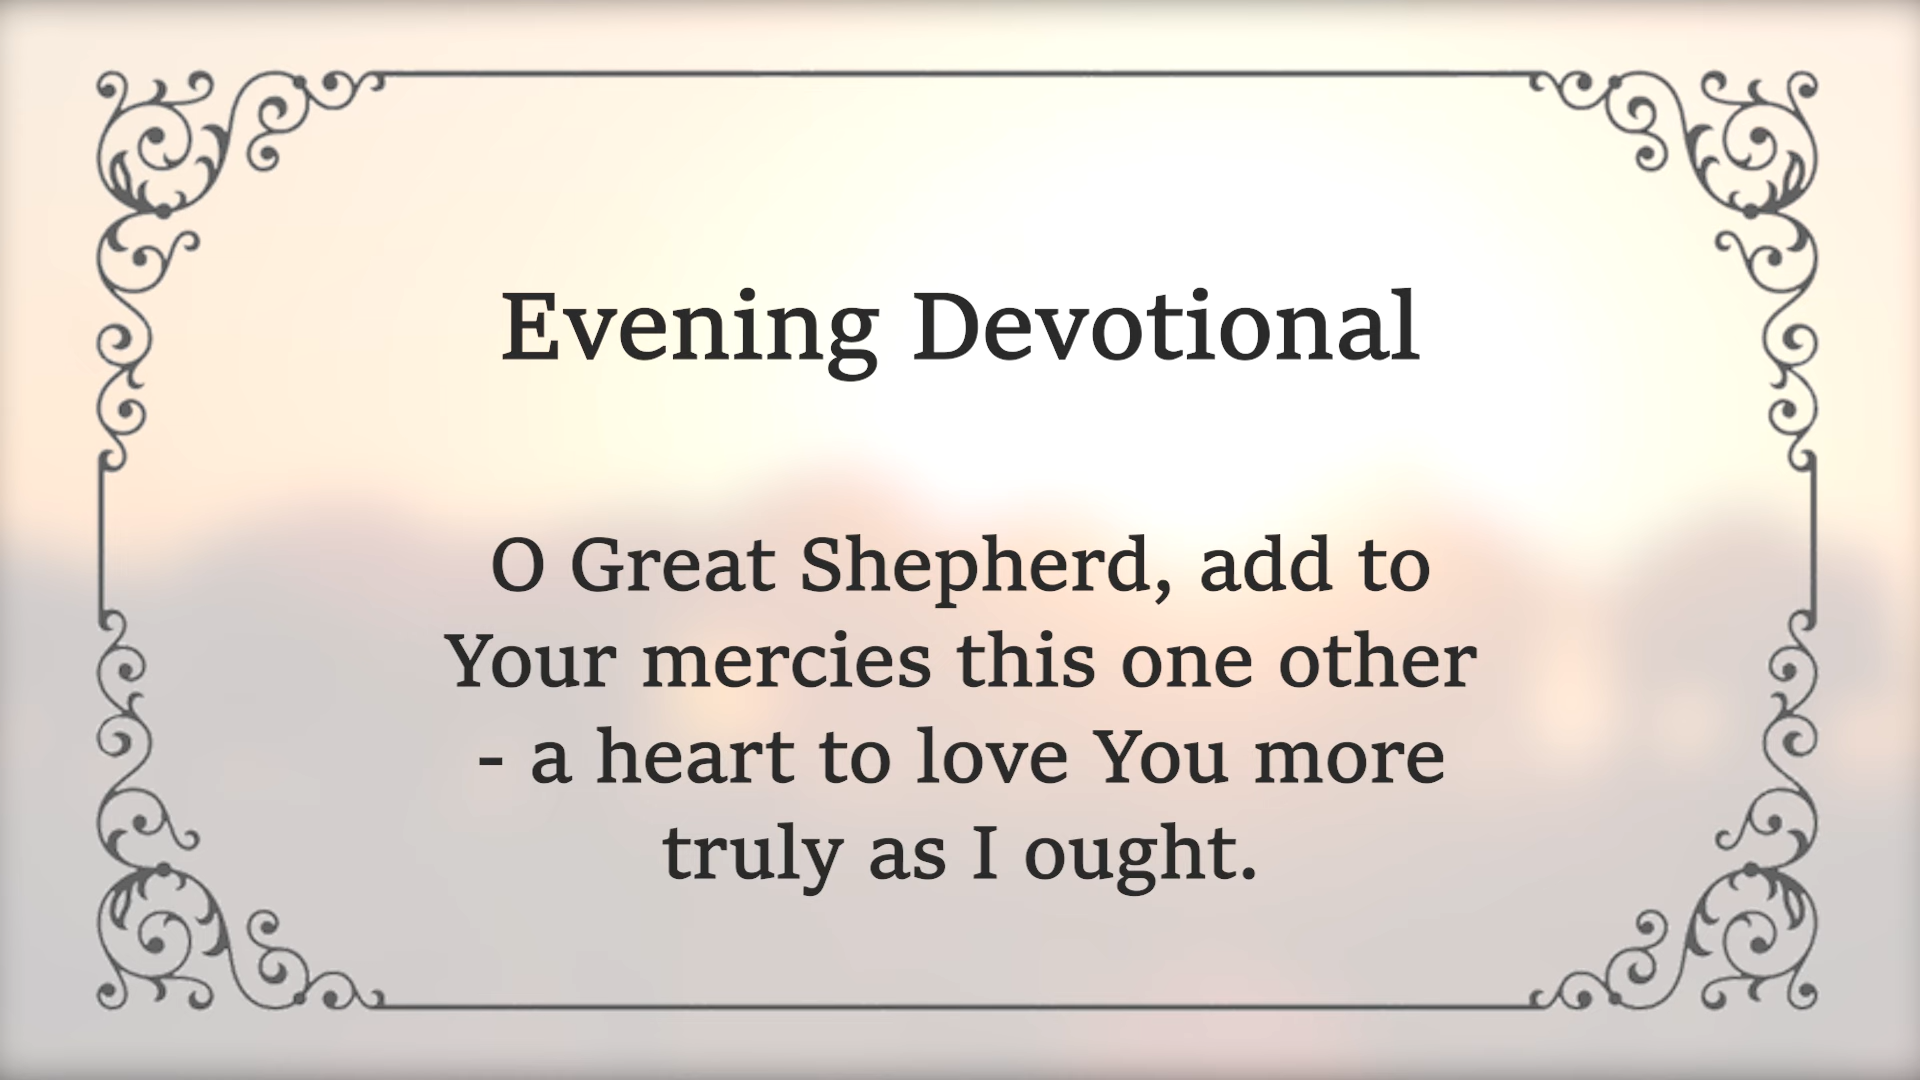 Evening Devotional
O Great Shepherd, add to
Your mercies this one other
- a heart to love You more
truly as I ought.